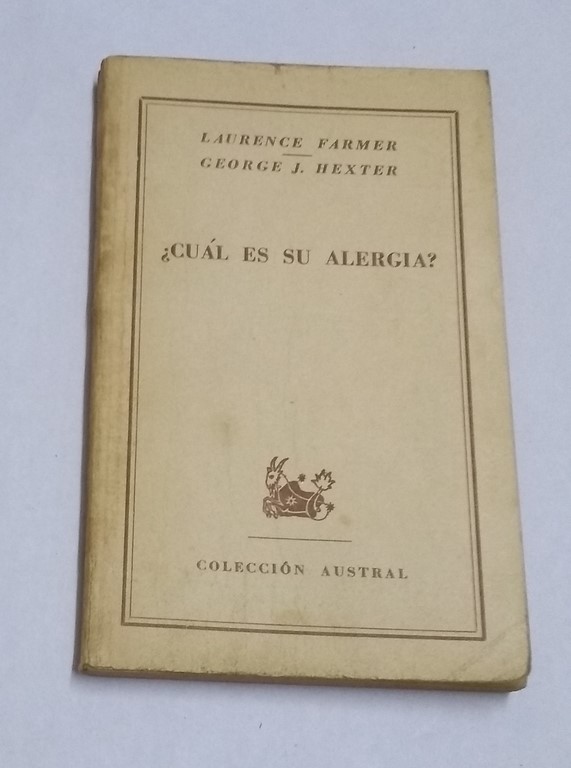 LAURENCE FARMER
GEORGE J. HEXTER
¿CUÁL ES SU ALERGIA?
COLECCIÓN AUSTRAL